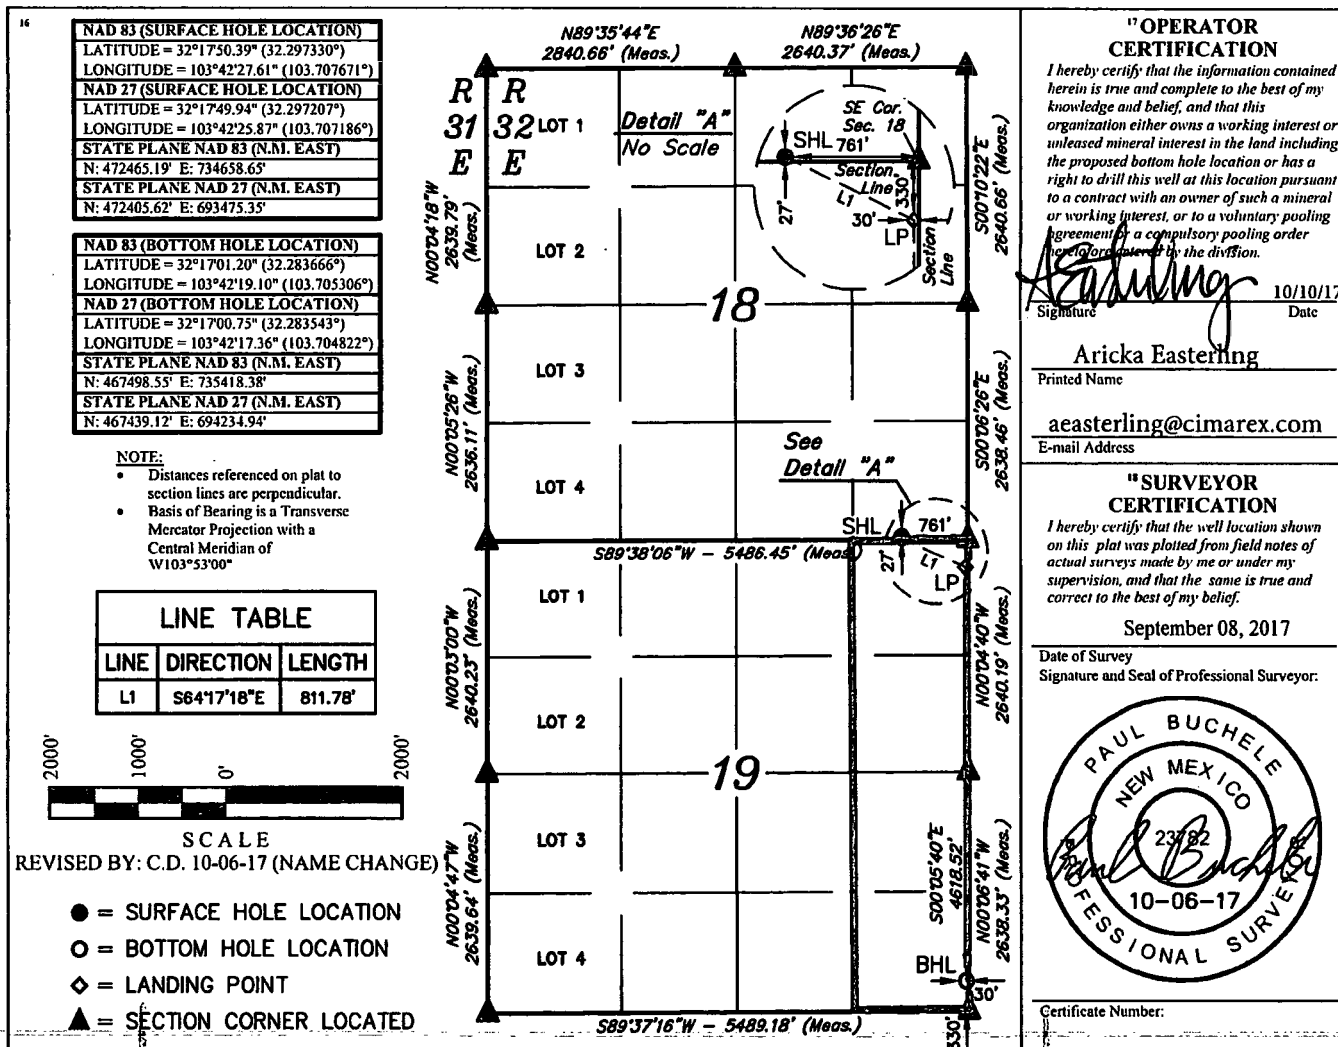 16
NAD 83 (SURFACE HOLE LOCATION)
LATITUDE = 32°17'50.39" (32.297330°)
LONGITUDE = 103°42'27.61" (103.707671°)
NAD 27 (SURFACE HOLE LOCATION)
LATITUDE = 32°17'49.94" (32.297207°)
LONGITUDE = 103°42'25.87" (103.707186°)
STATE PLANE NAD 83 (N.M. EAST)
N: 472465.19' E: 734658.65'
STATE PLANE NAD 27 (N.M. EAST)
N: 472405.62' E: 693475.35'
NAD 83 (BOTTOM HOLE LOCATION)
LATITUDE = 32°17'01.20" (32.283666°)
LONGITUDE = 103°42'19.10" (103.705306°)
NAD 27 (BOTTOM HOLE LOCATION)
LATITUDE = 32°17'00.75" (32.283543°)
LONGITUDE = 103°42'17.36" (103.704822°)
STATE PLANE NAD 83 (N.M. EAST)
N: 467498.55' E: 735418.38'
STATE PLANE NAD 27 (N.M. EAST)
N: 467439.12' E: 694234.94'
NOTE:
• Distances referenced on plat to
section lines are perpendicular.
• Basis of Bearing is a Transverse
Mercator Projection with a
Central Meridian of
W103°53'00"
LINE TABLE
LINE DIRECTION LENGTH
L1 S64°17'18"E 811.78'
2000' 1000' 0' 2000'
SCALE
REVISED BY: C.D. 10-06-17 (NAME CHANGE)
= SURFACE HOLE LOCATION
= BOTTOM HOLE LOCATION
= LANDING POINT
= SECTION CORNER LOCATED
N89°35'44"E
2840.66' (Meas.)
N89°36'26"E
2640.37' (Meas.)
R R
31 32
E E
LOT 1
Detail "A"
No Scale
SE Cor.
Sec. 18
SHL 761'
Section
Line
L1
330'
27'
30'
LP
Section
Line
N00°04'18"W
2639.79'
(Meas.)
S00°10'22"E
2640.66' (Meas.)
LOT 2
18
LOT 3
N00°05'26"W
2636.11' (Meas.)
S00°06'26"E
2638.46' (Meas.)
LOT 4
See
Detail "A"
SHL 761'
27'
L1
LP
S89°38'06"W – 5486.45' (Meas.)
LOT 1
N00°03'00"W
2640.23' (Meas.)
N00°04'40"W
2640.19' (Meas.)
LOT 2
19
LOT 3
N00°04'47"W
2639.64' (Meas.)
S00°05'40"E
4618.52'
N00°06'41"W
2638.33' (Meas.)
LOT 4
BHL
30'
330'
S89°37'16"W – 5489.18' (Meas.)
17 OPERATOR
CERTIFICATION
I hereby certify that the information contained
herein is true and complete to the best of my
knowledge and belief, and that this
organization either owns a working interest or
unleased mineral interest in the land including
the proposed bottom hole location or has a
right to drill this well at this location pursuant
to a contract with an owner of such a mineral
or working interest, or to a voluntary pooling
agreement or a compulsory pooling order
heretofore entered by the division.
AEasterling
10/10/17
Signature Date
Aricka Easterling
Printed Name
aeasterling@cimarex.com
E-mail Address
18 SURVEYOR
CERTIFICATION
I hereby certify that the well location shown
on this plat was plotted from field notes of
actual surveys made by me or under my
supervision, and that the same is true and
correct to the best of my belief.
September 08, 2017
Date of Survey
Signature and Seal of Professional Surveyor:
PAUL BUCHELE
NEW MEXICO
23782
Paul Buchele
10-06-17
PROFESSIONAL SURVEYOR
Certificate Number: